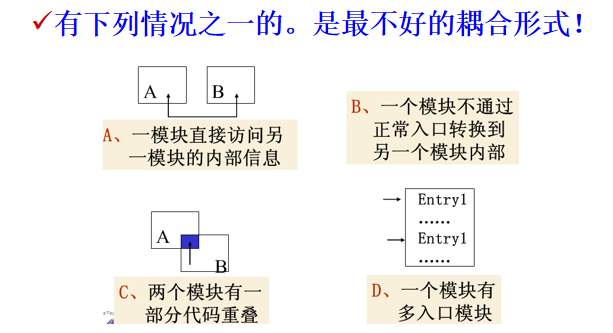 ✓有下列情况之一的。是最不好的耦合形式！
A B
A、一模块直接访问另
一模块的内部信息
B、一个模块不通过
正常入口转换到
另一个模块内部
A
B
C、两个模块有一
部分代码重叠
Entry1
……
Entry1
……
D、一个模块有
多入口模块